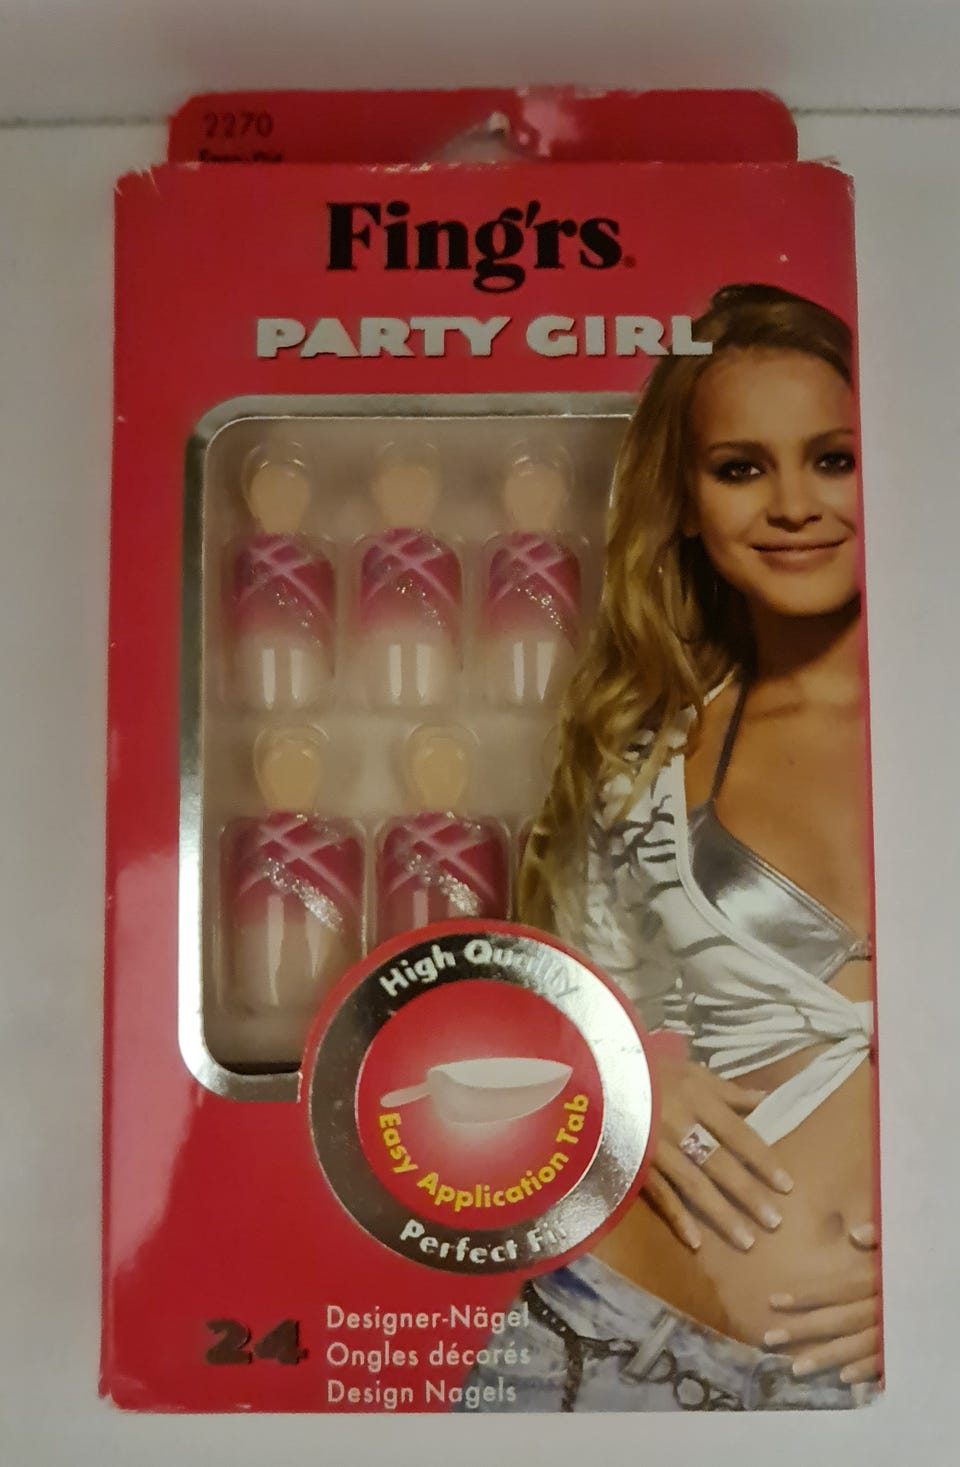 2270
Fing'rs
PARTY GIRL
High Quality
Easy Application Tab
Perfect Fit
24
Designer-Nägel
Ongles décorés
Design Nagels